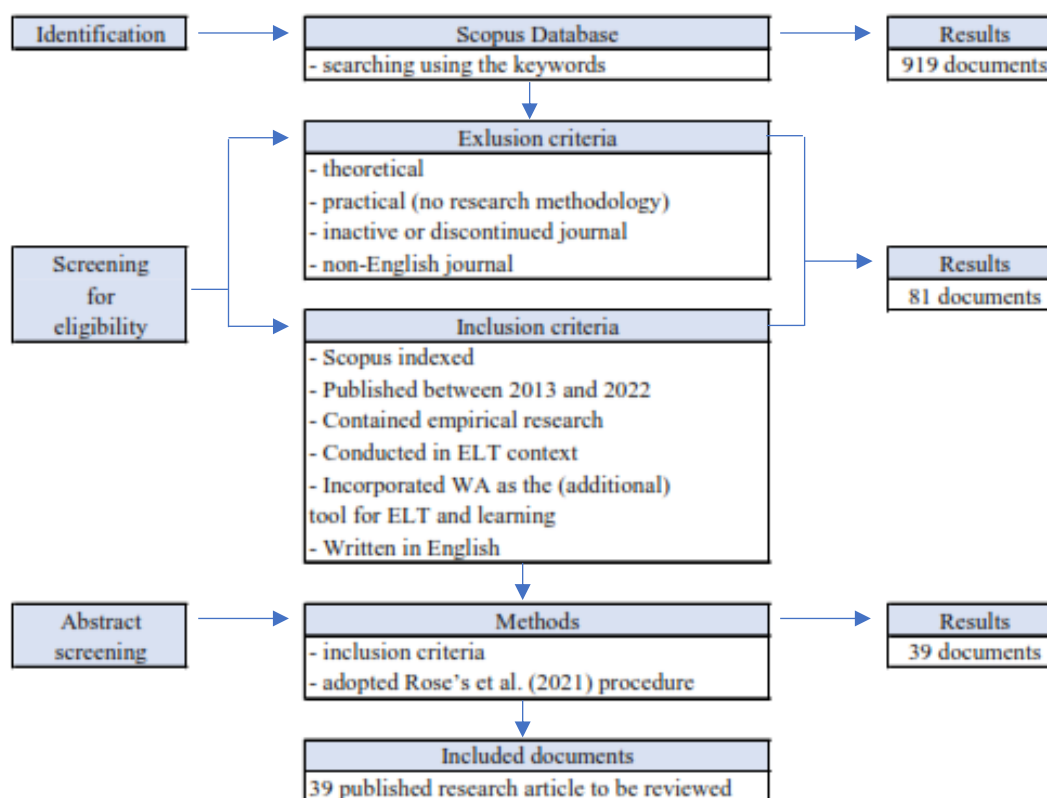 Identification
Scopus Database
- searching using the keywords
Results
919 documents
Exlusion criteria
- theoretical
- practical (no research methodology)
- inactive or discontinued journal
- non-English journal
Screening
for
eligibility
Results
81 documents
Inclusion criteria
- Scopus indexed
- Published between 2013 and 2022
- Contained empirical research
- Conducted in ELT context
- Incorporated WA as the (additional)
tool for ELT and learning
- Written in English
Abstract
screening
Methods
- inclusion criteria
- adopted Rose’s et al. (2021) procedure
Results
39 documents
Included documents
39 published research article to be reviewed